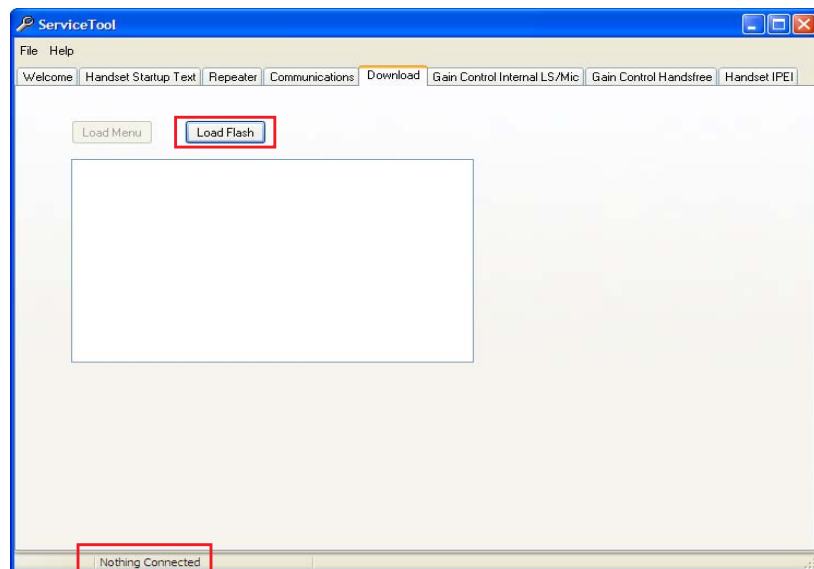 ServiceTool
File Help
Welcome Handset Startup Text Repeater Communications Download Gain Control Internal LS/Mic Gain Control Handsfree Handset IPEI
Load Menu Load Flash
Nothing Connected